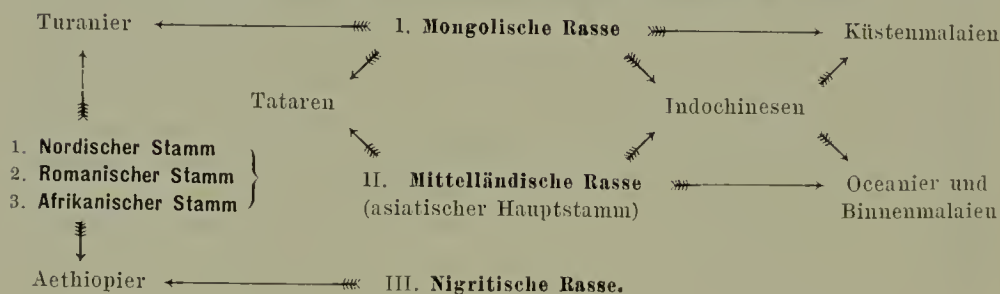 Turanier
I. Mongolische Rasse
Küstenmalaien
Tataren
Indochinesen
1. Nordischer Stamm
2. Romanischer Stamm
3. Afrikanischer Stamm
II. Mittelländische Rasse
(asiatischer Hauptstamm)
Oceanier und
Binnenmalaien
Aethiopier
III. Nigritische Rasse.